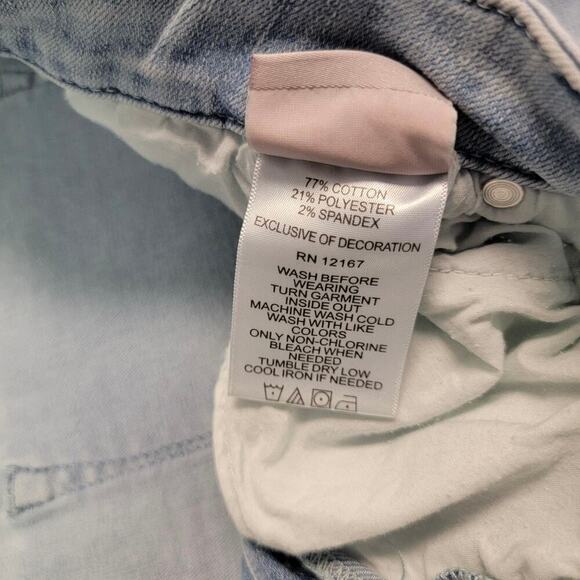 77% COTTON
21% POLYESTER
2% SPANDEX
EXCLUSIVE OF DECORATION
RN 12167
WASH BEFORE
WEARING
TURN GARMENT
INSIDE OUT
MACHINE WASH COLD
WASH WITH LIKE
COLORS
ONLY NON-CHLORINE
BLEACH WHEN
NEEDED
TUMBLE DRY LOW
COOL IRON IF NEEDED